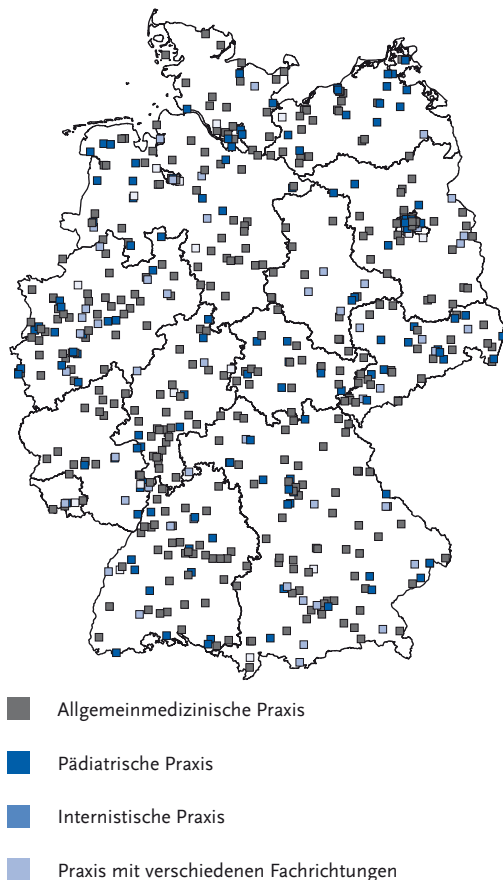 Allgemeinmedizinische Praxis
Pädiatrische Praxis
Internistische Praxis
Praxis mit verschiedenen Fachrichtungen